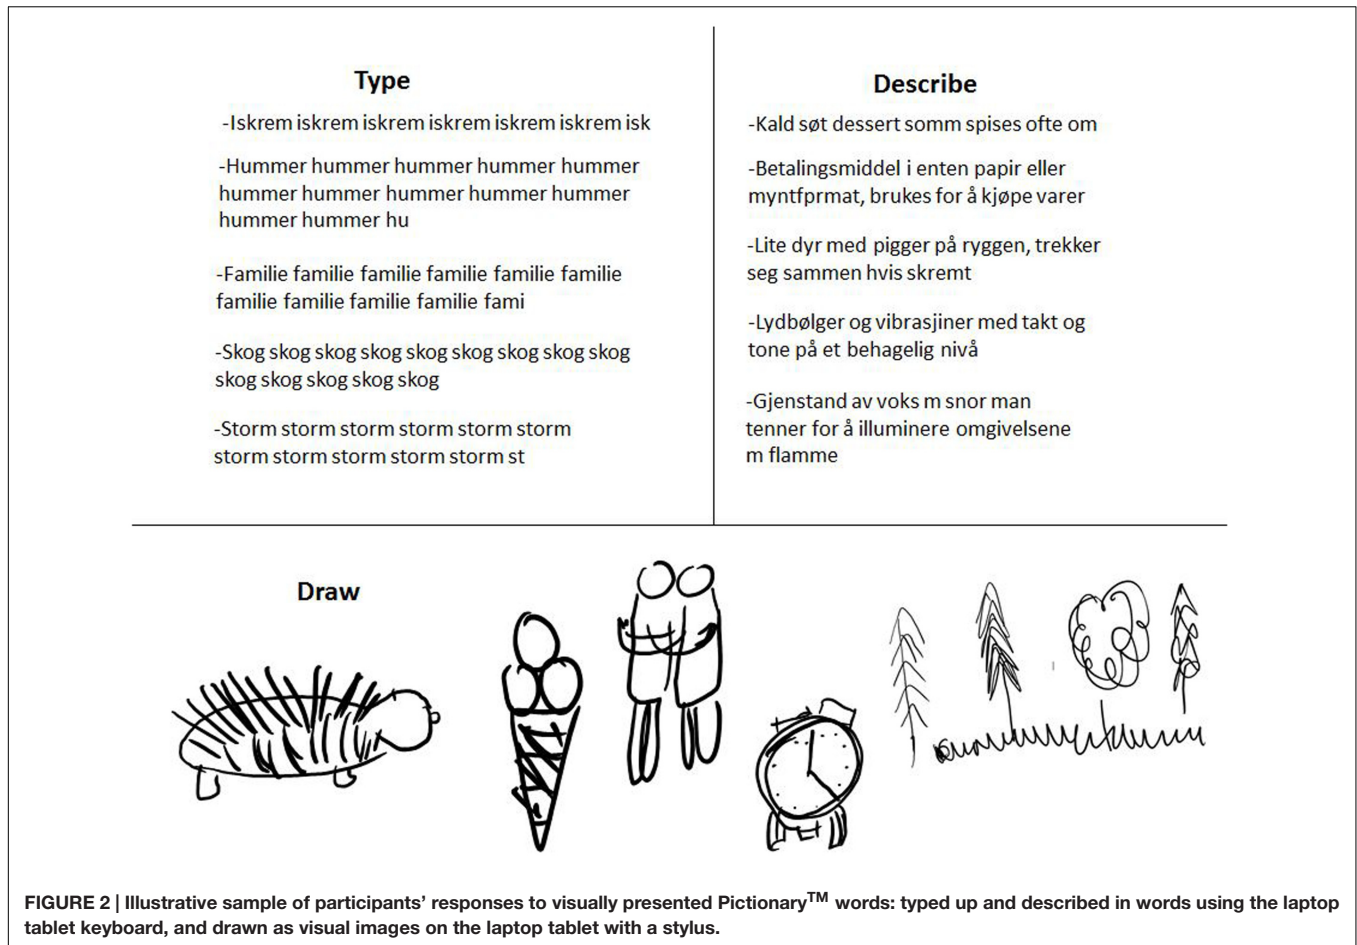 Type
-Iskrem iskrem iskrem iskrem iskrem iskrem isk
-Hummer hummer hummer hummer hummer
hummer hummer hummer hummer hummer
hummer hummer hu
-Familie familie familie familie familie familie
familie familie familie familie fami
-Skog skog skog skog skog skog skog skog skog
skog skog skog skog skog
-Storm storm storm storm storm storm
storm storm storm storm storm st
Describe
-Kald søt dessert somm spises ofte om
-Betalingsmiddel i enten papir eller
myntfprmat, brukes for å kjøpe varer
-Lite dyr med pigger på ryggen, trekker
seg sammen hvis skremt
-Lydbølger og vibrasjiner med takt og
tone på et behagelig nivå
-Gjenstand av voks m snor man
tenner for å illuminere omgivelsene
m flamme
Draw
FIGURE 2 | Illustrative sample of participants’ responses to visually presented Pictionary™ words: typed up and described in words using the laptop
tablet keyboard, and drawn as visual images on the laptop tablet with a stylus.